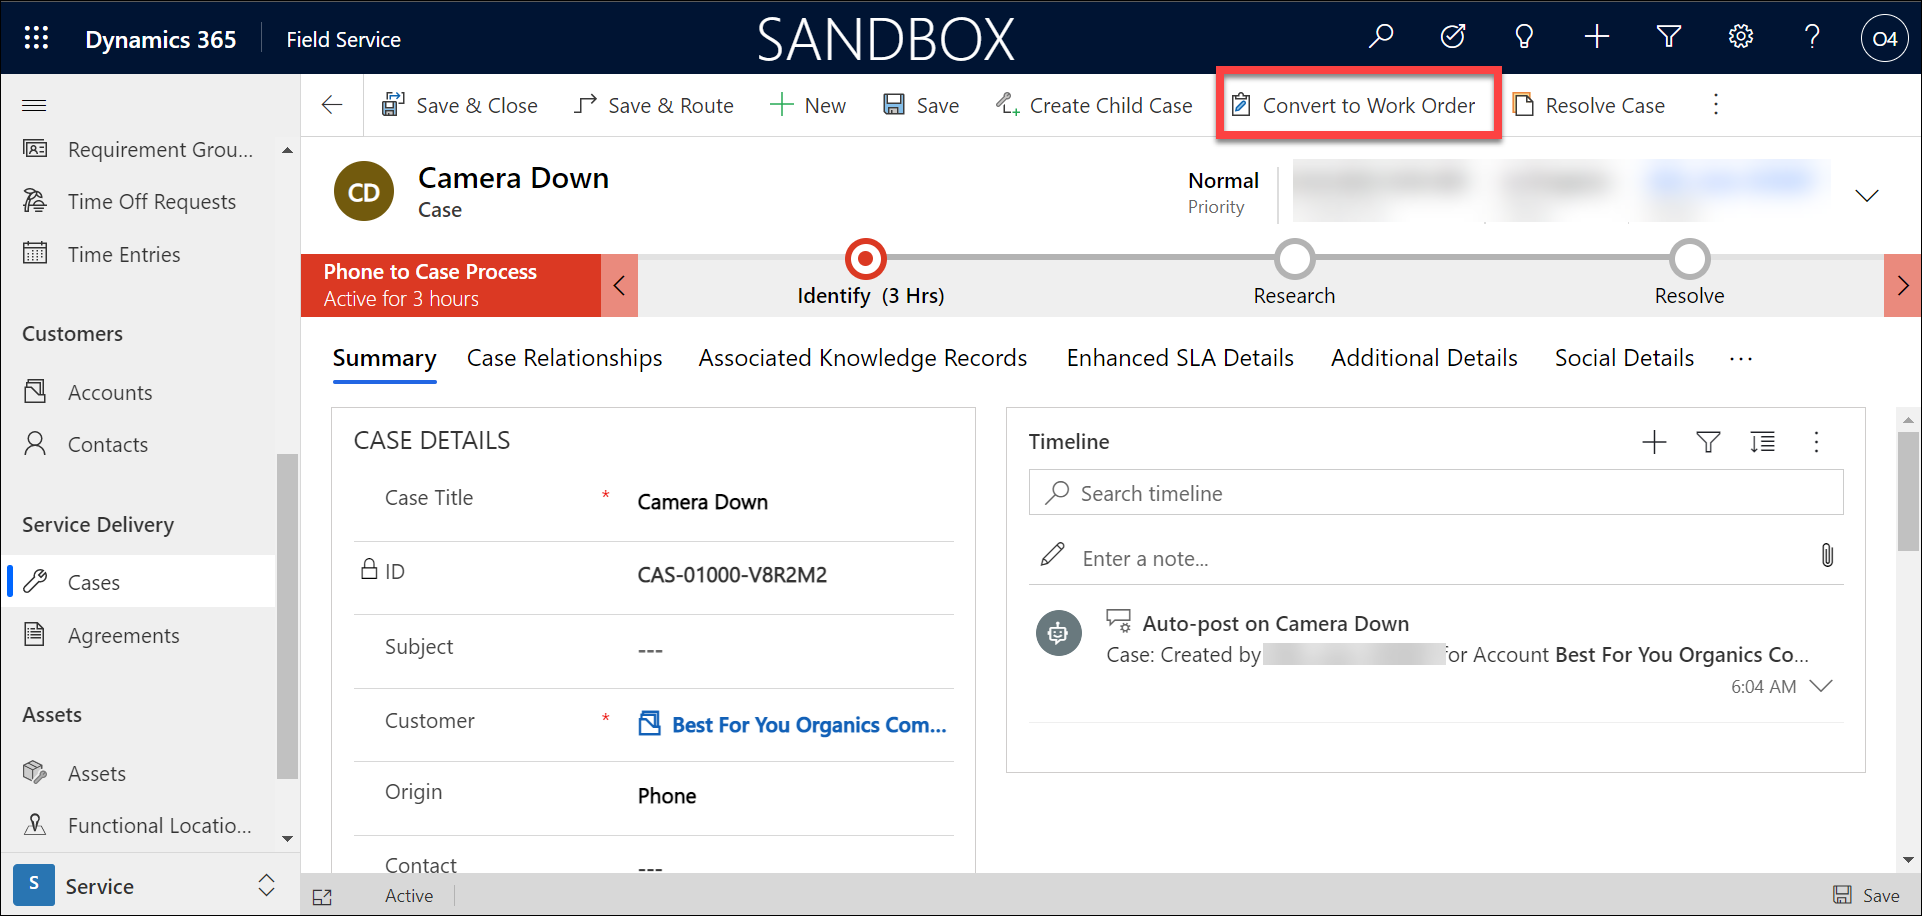 Dynamics 365
Field Service
SANDBOX
O4
Save & Close
Save & Route
New
Save
Create Child Case
Convert to Work Order
Resolve Case
Requirement Grou...
Time Off Requests
Time Entries
Customers
Accounts
Contacts
Service Delivery
Cases
Agreements
Assets
Assets
Functional Locatio...
S
Service
CD
Camera Down
Case
Normal
Priority
Phone to Case Process
Active for 3 hours
Identify (3 Hrs)
Research
Resolve
Summary
Case Relationships
Associated Knowledge Records
Enhanced SLA Details
Additional Details
Social Details
CASE DETAILS
Case Title * Camera Down
ID CAS-01000-V8R2M2
Subject ---
Customer * Best For You Organics Com...
Origin Phone
Contact ---
Timeline
Search timeline
Enter a note...
Auto-post on Camera Down
Case: Created by for Account Best For You Organics Co...
6:04 AM
Active
Save